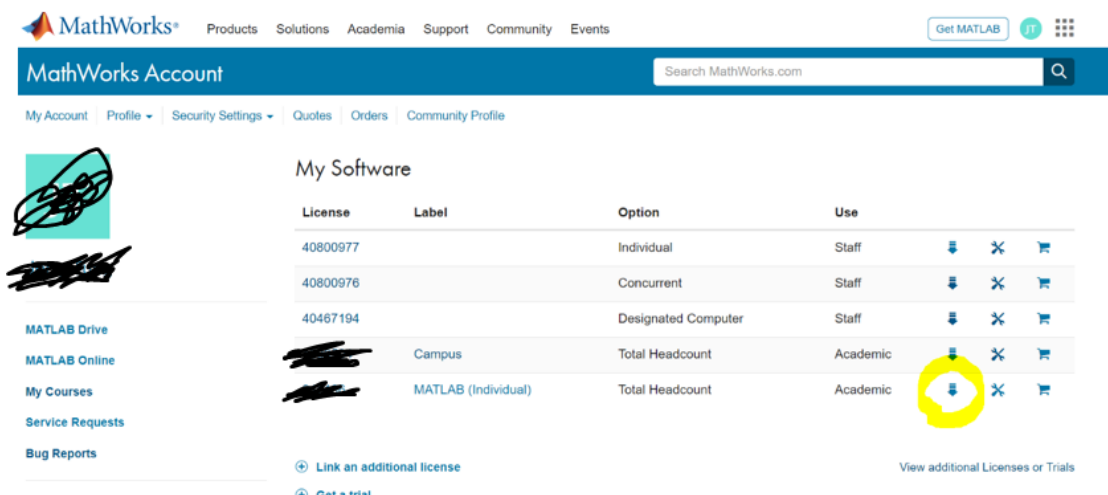 MathWorks® Products Solutions Academia Support Community Events Get MATLAB JT
MathWorks Account Search MathWorks.com
My Account Profile Security Settings Quotes Orders Community Profile
My Software
License Label Option Use
40800977 Individual Staff
40800976 Concurrent Staff
40467194 Designated Computer Staff
Campus Total Headcount Academic
MATLAB (Individual) Total Headcount Academic
MATLAB Drive
MATLAB Online
My Courses
Service Requests
Bug Reports
Link an additional license View additional Licenses or Trials
Get a trial